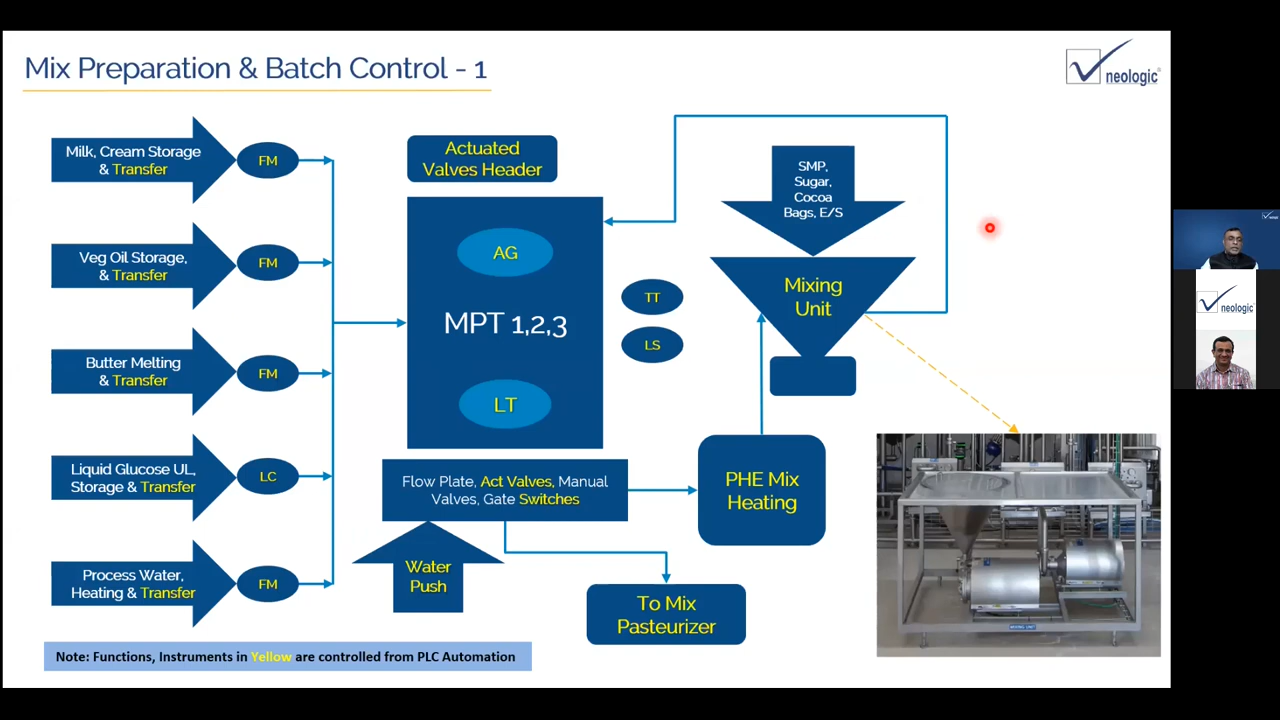 Mix Preparation & Batch Control - 1
neologic
Milk, Cream Storage
& Transfer
FM
Veg Oil Storage,
& Transfer
FM
Butter Melting
& Transfer
FM
Liquid Glucose UL,
Storage & Transfer
LC
Process Water,
Heating & Transfer
FM
Actuated
Valves Header
AG
MPT 1,2,3
LT
TT
LS
SMP,
Sugar,
Cocoa
Bags, E/S
Mixing
Unit
Flow Plate, Act Valves, Manual
Valves, Gate Switches
PHE Mix
Heating
Water
Push
To Mix
Pasteurizer
MIXING UNIT
Note: Functions, Instruments in Yellow are controlled from PLC Automation
neologic